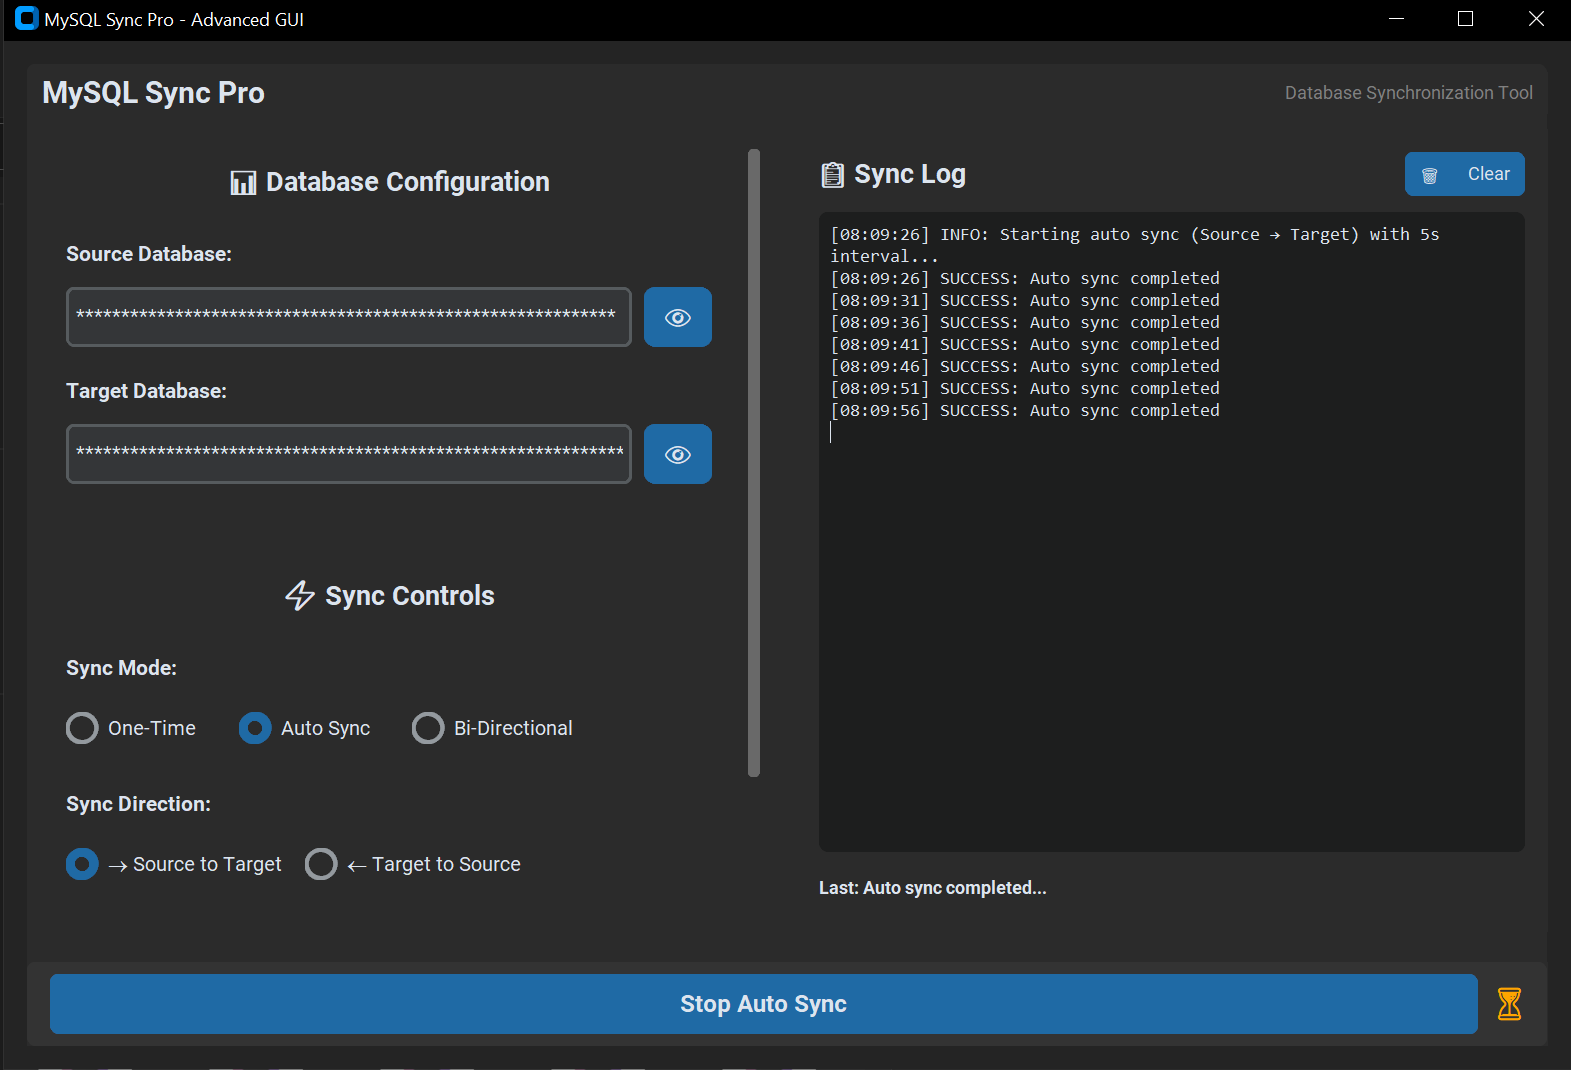 MySQL Sync Pro - Advanced GUI
MySQL Sync Pro
Database Synchronization Tool
Database Configuration
Source Database:
************************************************************
Target Database:
*************************************************************
Sync Controls
Sync Mode:
One-Time
Auto Sync
Bi-Directional
Sync Direction:
→ Source to Target
← Target to Source
Sync Log
Clear
[08:09:26] INFO: Starting auto sync (Source → Target) with 5s
interval...
[08:09:26] SUCCESS: Auto sync completed
[08:09:31] SUCCESS: Auto sync completed
[08:09:36] SUCCESS: Auto sync completed
[08:09:41] SUCCESS: Auto sync completed
[08:09:46] SUCCESS: Auto sync completed
[08:09:51] SUCCESS: Auto sync completed
[08:09:56] SUCCESS: Auto sync completed
Last: Auto sync completed...
Stop Auto Sync